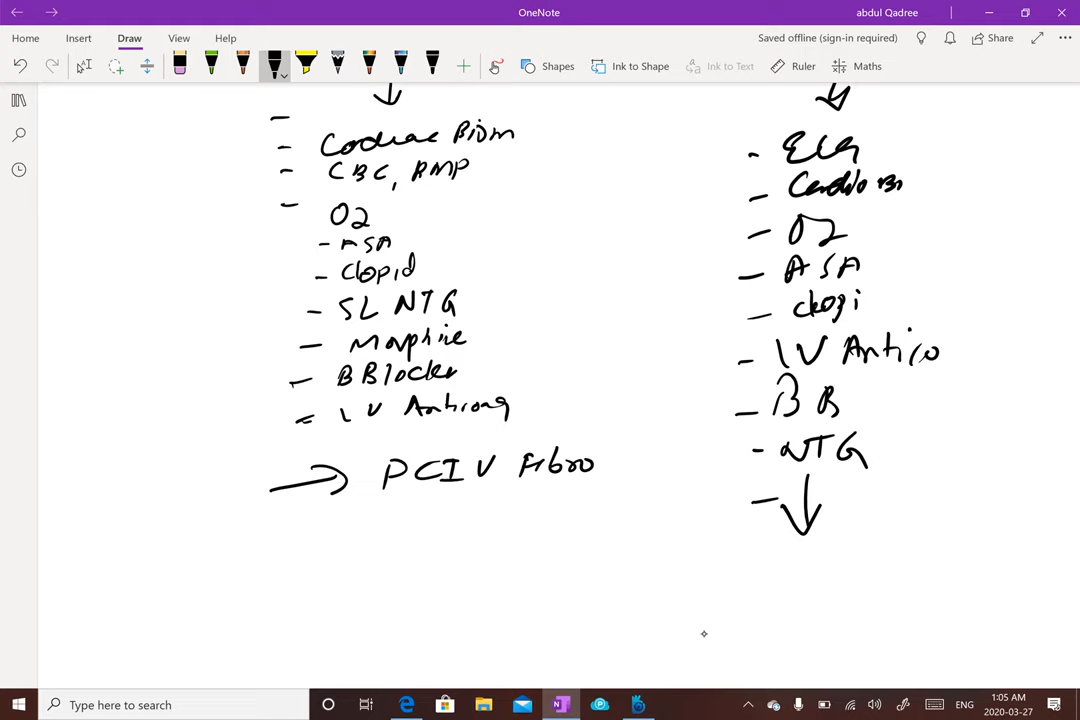 OneNote
abdul Qadree
Home Insert Draw View Help
Saved offline (sign-in required)
Share
Shapes
Ink to Shape
Ink to Text
Ruler
Maths
- Cardiac Biom
- CBC, BMP
- O2
- ASA
- Clopid
- SL NTG
- Morphine
- B Blocker
- IV Anticoag
→ PCI V Fibro
- ECG
- Cardio Bi
- O2
- ASA
- clopi
- IV Antico
- B B
- NTG
Type here to search
ENG
1:05 AM
2020-03-27